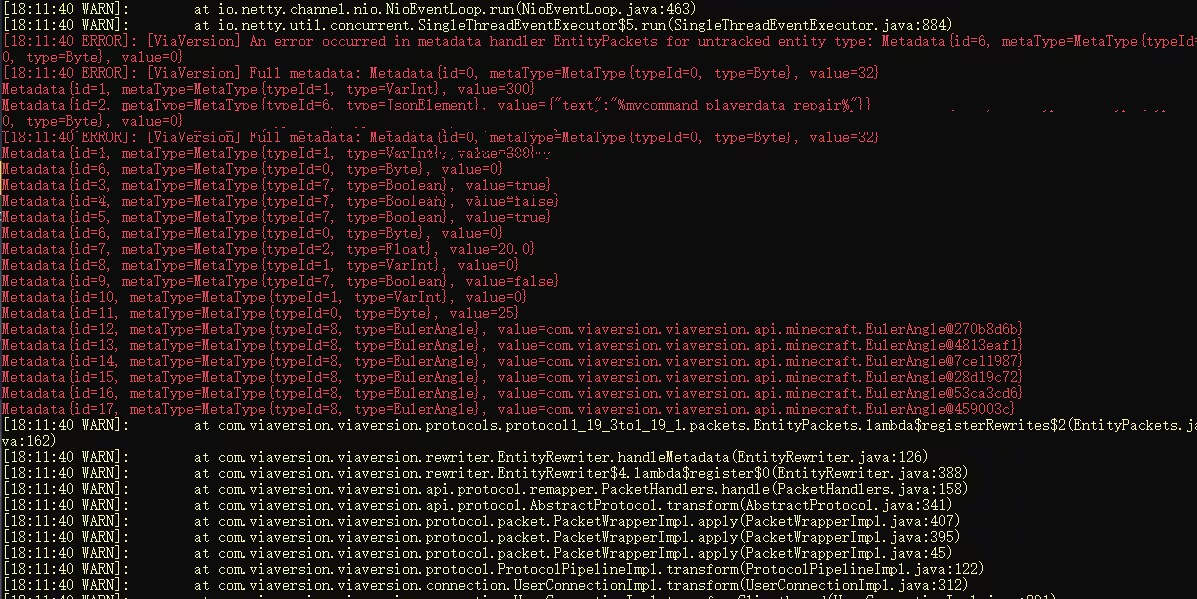 [18:11:40 WARN]:        at io.netty.channel.nio.NioEventLoop.run(NioEventLoop.java:463)
[18:11:40 WARN]:        at io.netty.util.concurrent.SingleThreadEventExecutor$5.run(SingleThreadEventExecutor.java:884)
[18:11:40 ERROR]: [ViaVersion] An error occurred in metadata handler EntityPackets for untracked entity type: Metadata{id=6, metaType=MetaType{typeId=
0, type=Byte}, value=0}
[18:11:40 ERROR]: [ViaVersion] Full metadata: Metadata{id=0, metaType=MetaType{typeId=0, type=Byte}, value=32}
Metadata{id=1, metaType=MetaType{typeId=1, type=VarInt}, value=300}
Metadata{id=2, metaType=MetaType{typeId=6, type=JsonElement}, value={"text":"%mycommand_playerdata_repair%"}}
0, type=Byte}, value=0}
[18:11:40 ERROR]: [ViaVersion] Full metadata: Metadata{id=0, metaType=MetaType{typeId=0, type=Byte}, value=32}
Metadata{id=1, metaType=MetaType{typeId=1, type=VarInt}, value=300}
Metadata{id=6, metaType=MetaType{typeId=0, type=Byte}, value=0}
Metadata{id=3, metaType=MetaType{typeId=7, type=Boolean}, value=true}
Metadata{id=4, metaType=MetaType{typeId=7, type=Boolean}, value=false}
Metadata{id=5, metaType=MetaType{typeId=7, type=Boolean}, value=true}
Metadata{id=6, metaType=MetaType{typeId=0, type=Byte}, value=0}
Metadata{id=7, metaType=MetaType{typeId=2, type=Float}, value=20.0}
Metadata{id=8, metaType=MetaType{typeId=1, type=VarInt}, value=0}
Metadata{id=9, metaType=MetaType{typeId=7, type=Boolean}, value=false}
Metadata{id=10, metaType=MetaType{typeId=1, type=VarInt}, value=0}
Metadata{id=11, metaType=MetaType{typeId=0, type=Byte}, value=25}
Metadata{id=12, metaType=MetaType{typeId=8, type=EulerAngle}, value=com.viaversion.viaversion.api.minecraft.EulerAngle@270b8d6b}
Metadata{id=13, metaType=MetaType{typeId=8, type=EulerAngle}, value=com.viaversion.viaversion.api.minecraft.EulerAngle@4813eaf1}
Metadata{id=14, metaType=MetaType{typeId=8, type=EulerAngle}, value=com.viaversion.viaversion.api.minecraft.EulerAngle@7ce11987}
Metadata{id=15, metaType=MetaType{typeId=8, type=EulerAngle}, value=com.viaversion.viaversion.api.minecraft.EulerAngle@28d19c72}
Metadata{id=16, metaType=MetaType{typeId=8, type=EulerAngle}, value=com.viaversion.viaversion.api.minecraft.EulerAngle@53ca3cd6}
Metadata{id=17, metaType=MetaType{typeId=8, type=EulerAngle}, value=com.viaversion.viaversion.api.minecraft.EulerAngle@459003c}
[18:11:40 WARN]:        at com.viaversion.viaversion.protocols.protocol1_19_3to1_19_1.packets.EntityPackets.lambda$registerRewrites$2(EntityPackets.ja
va:162)
[18:11:40 WARN]:        at com.viaversion.viaversion.rewriter.EntityRewriter.handleMetadata(EntityRewriter.java:126)
[18:11:40 WARN]:        at com.viaversion.viaversion.rewriter.EntityRewriter$4.lambda$register$0(EntityRewriter.java:388)
[18:11:40 WARN]:        at com.viaversion.viaversion.api.protocol.remapper.PacketHandlers.handle(PacketHandlers.java:158)
[18:11:40 WARN]:        at com.viaversion.viaversion.api.protocol.AbstractProtocol.transform(AbstractProtocol.java:341)
[18:11:40 WARN]:        at com.viaversion.viaversion.protocol.packet.PacketWrapperImpl.apply(PacketWrapperImpl.java:407)
[18:11:40 WARN]:        at com.viaversion.viaversion.protocol.packet.PacketWrapperImpl.apply(PacketWrapperImpl.java:395)
[18:11:40 WARN]:        at com.viaversion.viaversion.protocol.packet.PacketWrapperImpl.apply(PacketWrapperImpl.java:45)
[18:11:40 WARN]:        at com.viaversion.viaversion.protocol.ProtocolPipelineImpl.transform(ProtocolPipelineImpl.java:122)
[18:11:40 WARN]:        at com.viaversion.viaversion.connection.UserConnectionImpl.transform(UserConnectionImpl.java:312)